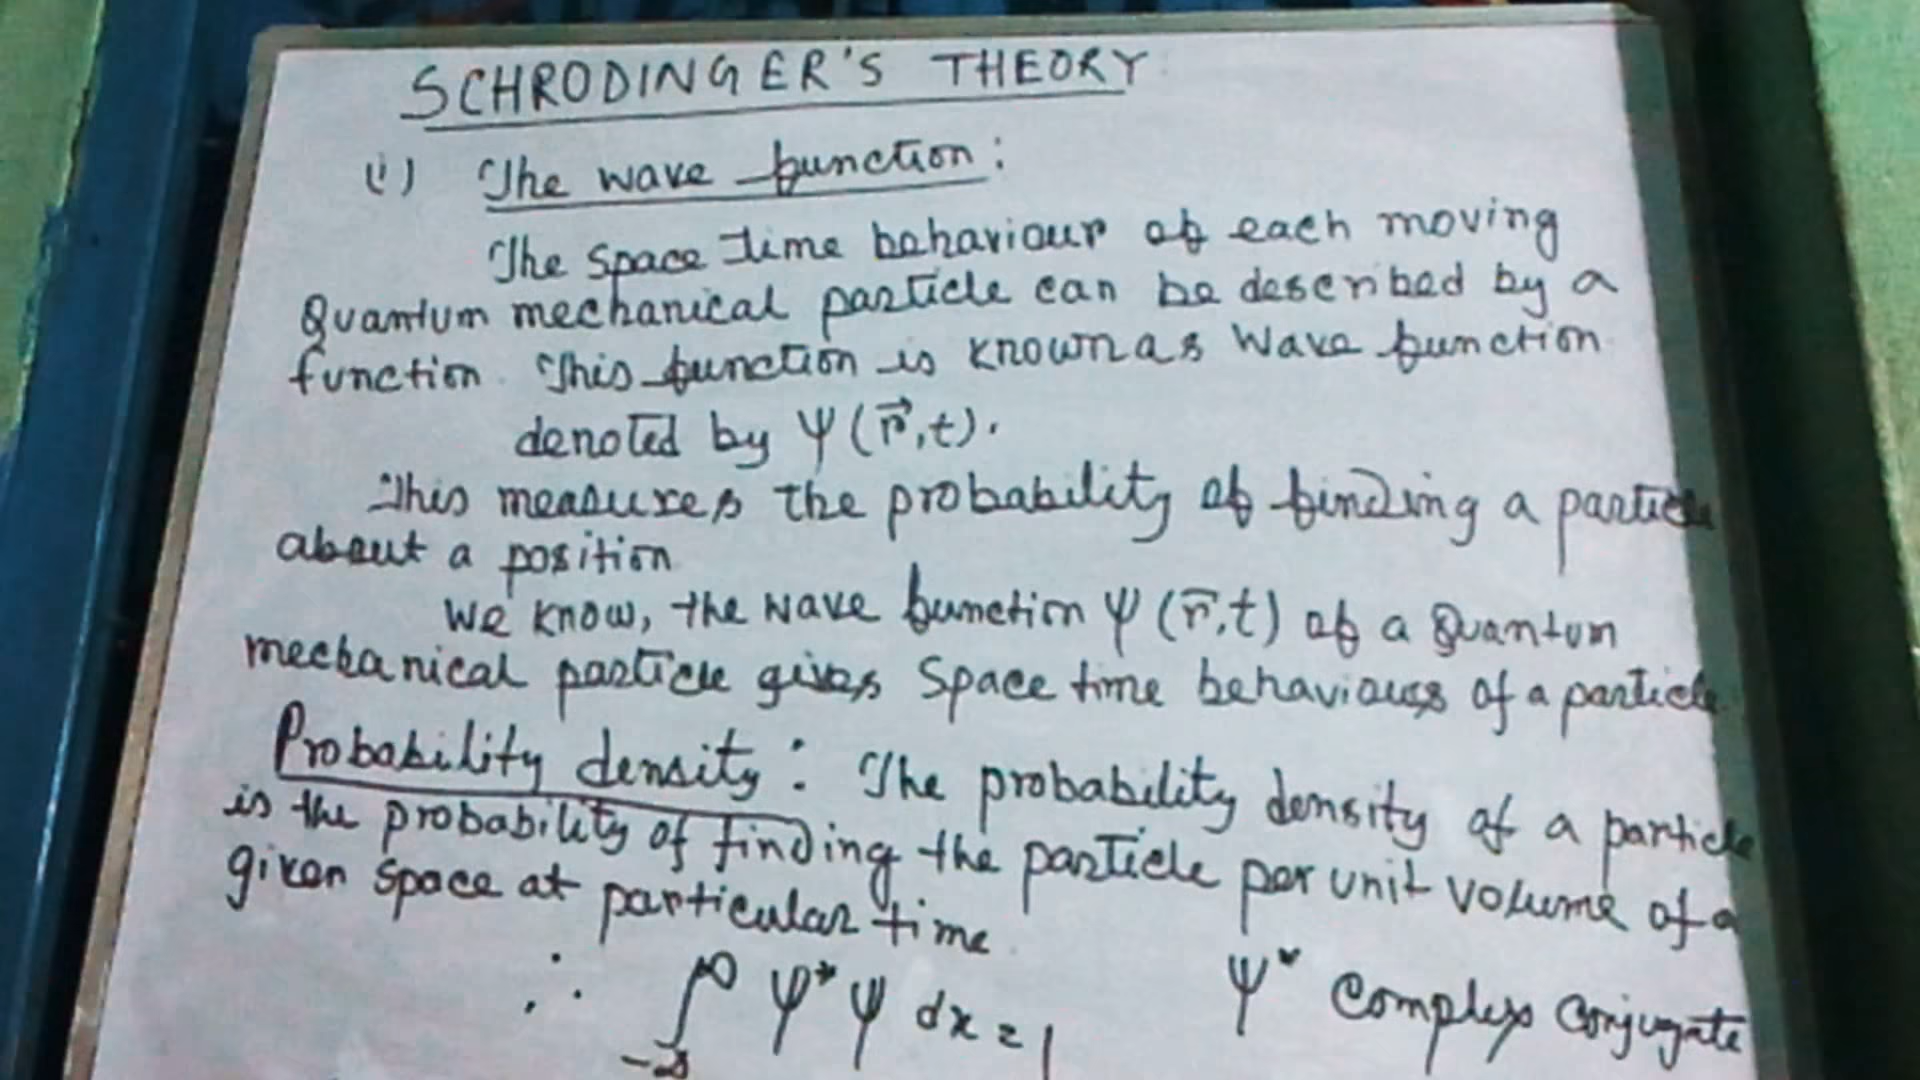 SCHRODINGER'S THEORY
(i) The wave function:
The space time behaviour of each moving
Quantum mechanical particle can be described by a
function. This function is known as Wave function
denoted by ψ(r⃗,t).
This measures the probability of finding a particle
about a position
We know, the wave function ψ(r⃗,t) of a Quantum
mechanical particle gives Space time behaviours of a particle
Probability density: The probability density of a particle
is the probability of finding the particle per unit volume of a
given space at particular time
∴ ∫_{-∞}^{∞} ψ*ψ dx = 1 ψ* Complex Conjugate